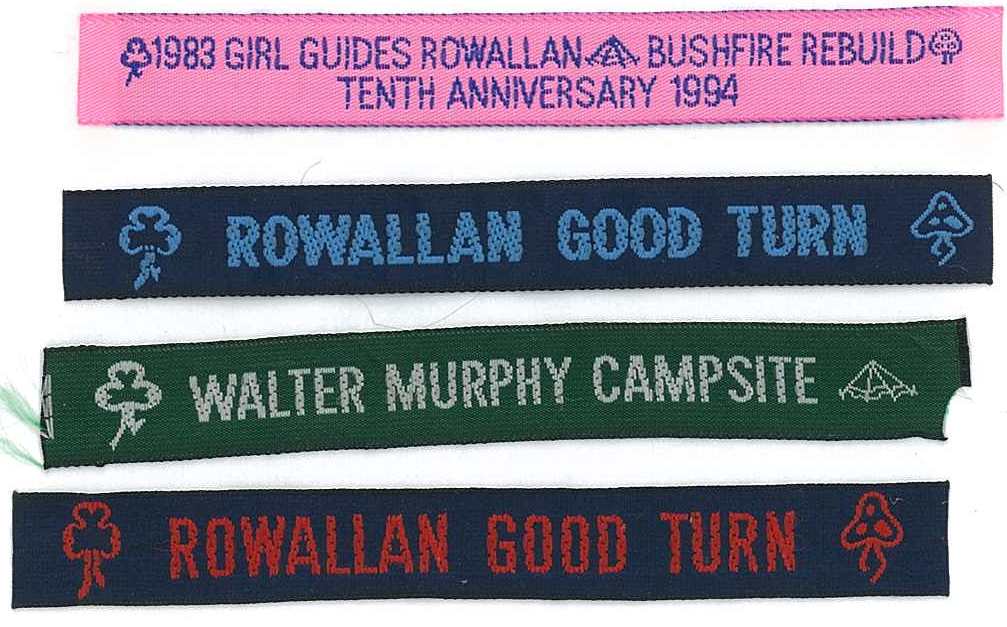 1983 GIRL GUIDES ROWALLAN BUSHFIRE REBUILD
TENTH ANNIVERSARY 1994
ROWALLAN GOOD TURN
WALTER MURPHY CAMPSITE
ROWALLAN GOOD TURN